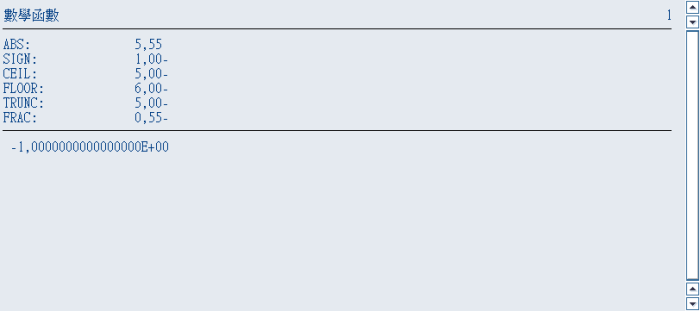 數學函數 1
ABS: 5,55
SIGN: 1,00-
CEIL: 5,00-
FLOOR: 6,00-
TRUNC: 5,00-
FRAC: 0,55-
-1,0000000000000000E+00